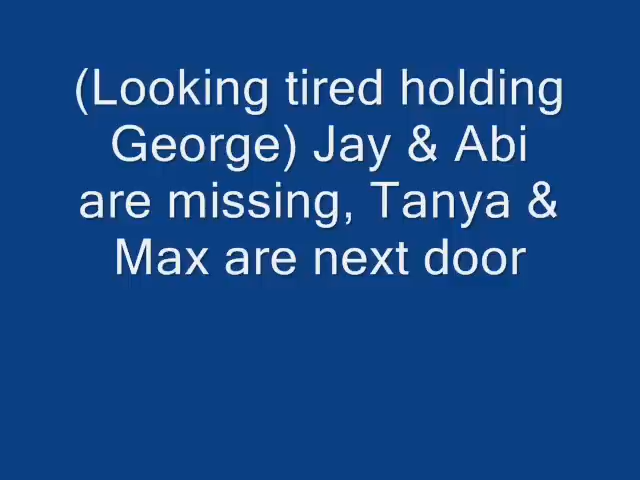 (Looking tired holding
George) Jay & Abi
are missing, Tanya &
Max are next door